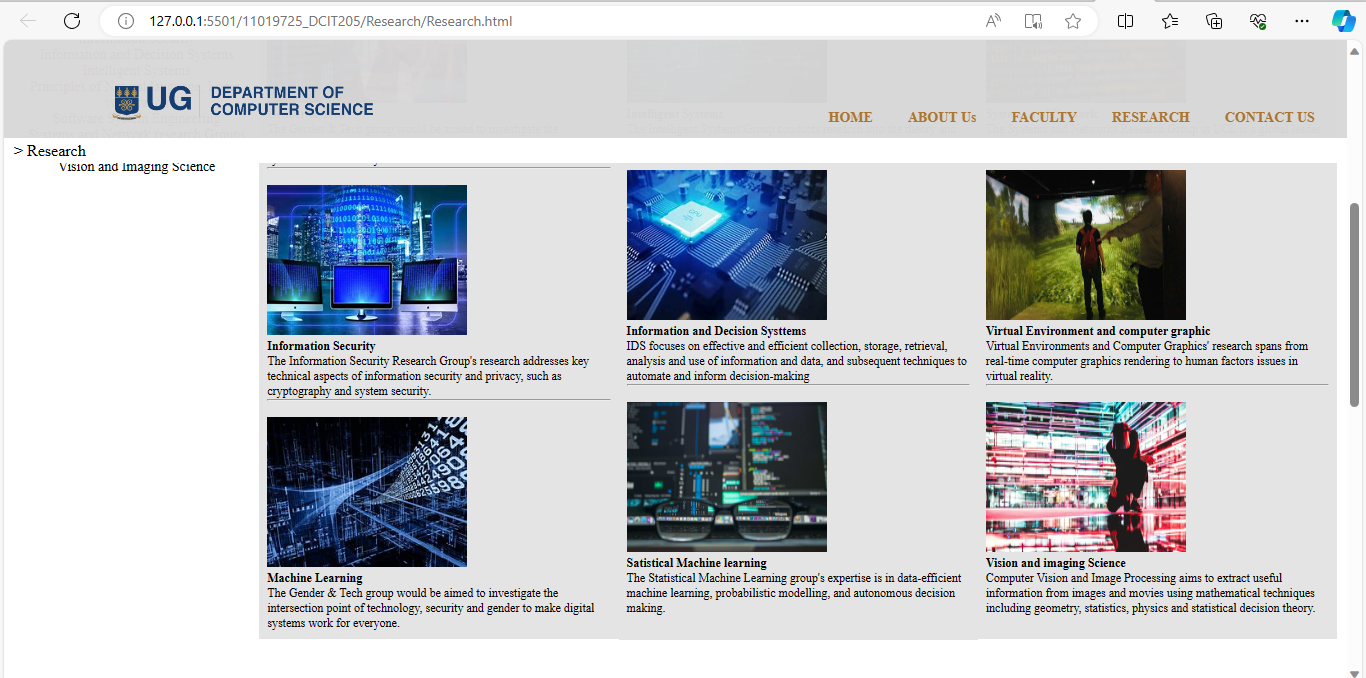 127.0.0.1:5501/11019725_DCIT205/Research/Research.html
Information and Decision Systems
Intelligent Systems
UG DEPARTMENT OF
COMPUTER SCIENCE
HOME ABOUT Us FACULTY RESEARCH CONTACT US
> Research
Vision and Imaging Science
Information Security
The Information Security Research Group's research addresses key
technical aspects of information security and privacy, such as
cryptography and system security.
Information and Decision Systtems
IDS focuses on effective and efficient collection, storage, retrieval,
analysis and use of information and data, and subsequent techniques to
automate and inform decision-making
Virtual Environment and computer graphic
Virtual Environments and Computer Graphics' research spans from
real-time computer graphics rendering to human factors issues in
virtual reality.
Machine Learning
The Gender & Tech group would be aimed to investigate the
intersection point of technology, security and gender to make digital
systems work for everyone.
Satistical Machine learning
The Statistical Machine Learning group's expertise is in data-efficient
machine learning, probabilistic modelling, and autonomous decision
making.
Vision and imaging Science
Computer Vision and Image Processing aims to extract useful
information from images and movies using mathematical techniques
including geometry, statistics, physics and statistical decision theory.